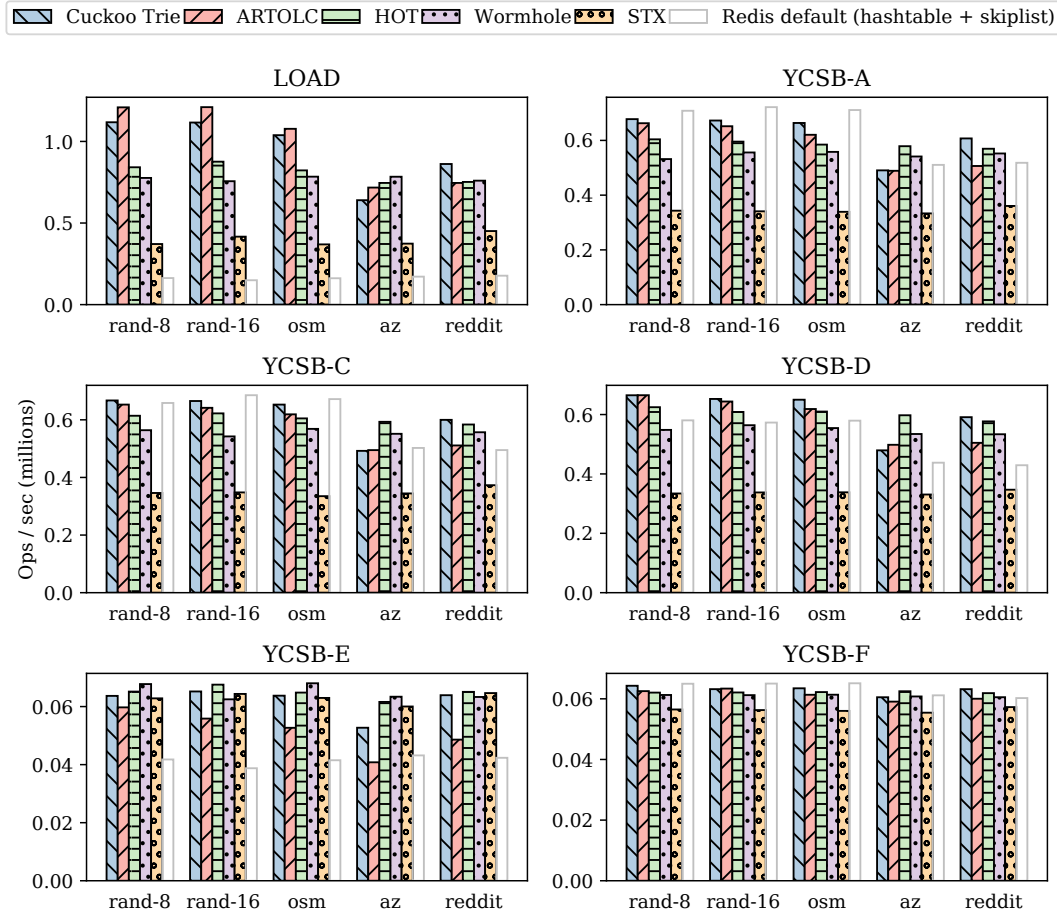 Cuckoo Trie ARTOLC HOT Wormhole STX Redis default (hashtable + skiplist)
LOAD
1.0
0.5
0.0
rand-8 rand-16 osm az reddit
YCSB-A
0.6
0.4
0.2
0.0
rand-8 rand-16 osm az reddit
Ops / sec (millions)
YCSB-C
0.6
0.4
0.2
0.0
rand-8 rand-16 osm az reddit
YCSB-D
0.6
0.4
0.2
0.0
rand-8 rand-16 osm az reddit
YCSB-E
0.06
0.04
0.02
0.00
rand-8 rand-16 osm az reddit
YCSB-F
0.06
0.04
0.02
0.00
rand-8 rand-16 osm az reddit